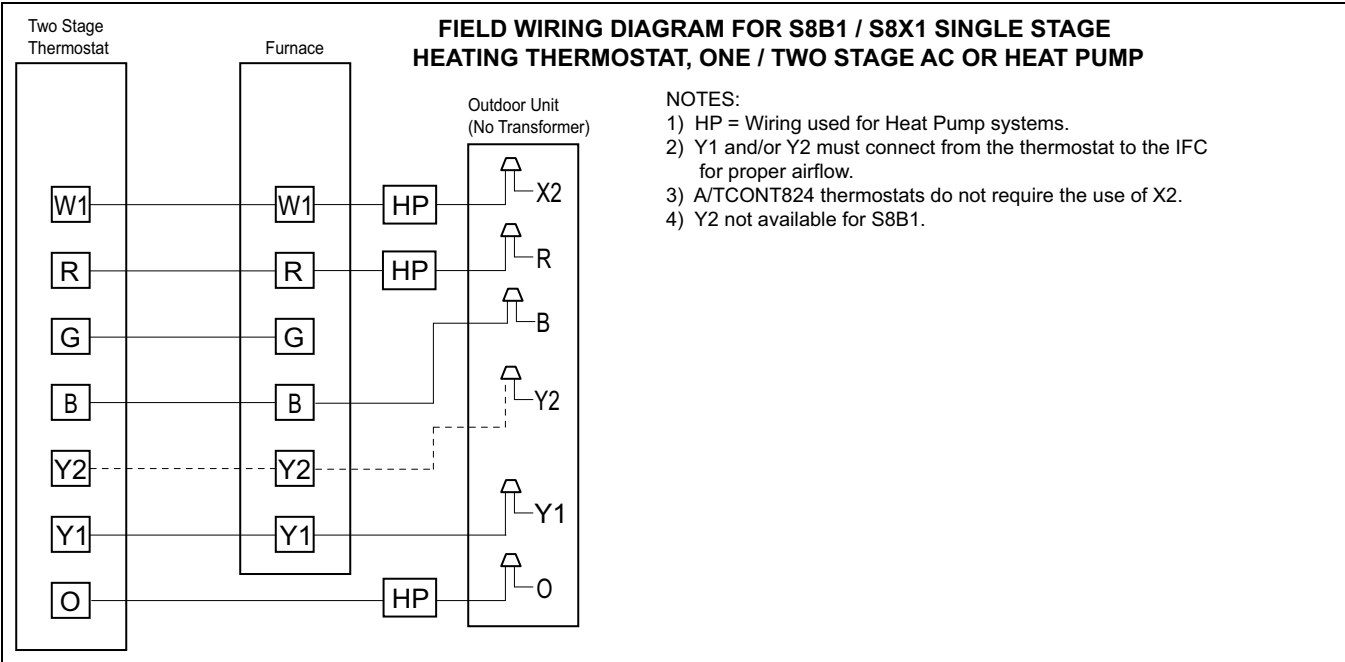 Two Stage
Thermostat
Furnace
FIELD WIRING DIAGRAM FOR S8B1 / S8X1 SINGLE STAGE
HEATING THERMOSTAT, ONE / TWO STAGE AC OR HEAT PUMP
Outdoor Unit
(No Transformer)
NOTES:
1) HP = Wiring used for Heat Pump systems.
2) Y1 and/or Y2 must connect from the thermostat to the IFC
for proper airflow.
3) A/TCONT824 thermostats do not require the use of X2.
4) Y2 not available for S8B1.
W1 W1 HP X2
R R HP R
G G
B B B
Y2 Y2 Y2
Y1 Y1 Y1
O HP O